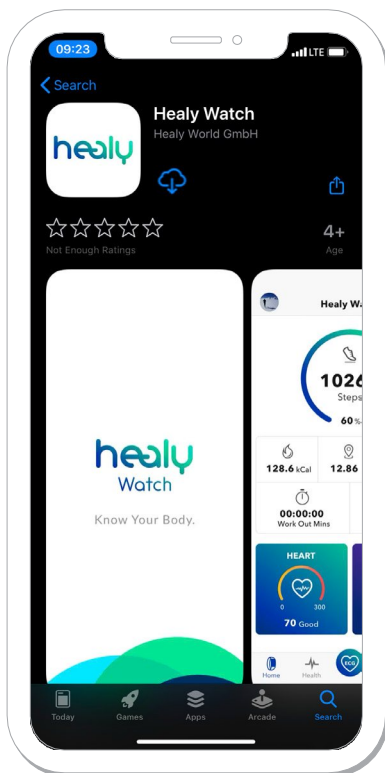 09:23
LTE
Search
healy
Healy Watch
Healy World GmbH
4+
Not Enough Ratings
Age
healy
Watch
Know Your Body.
Healy Wa
1026
Steps
60%
128.6 kCal
12.86
00:00:00
Work Out Mins
HEART
0
300
70 Good
Home
Health
ECG
Today
Games
Apps
Arcade
Search